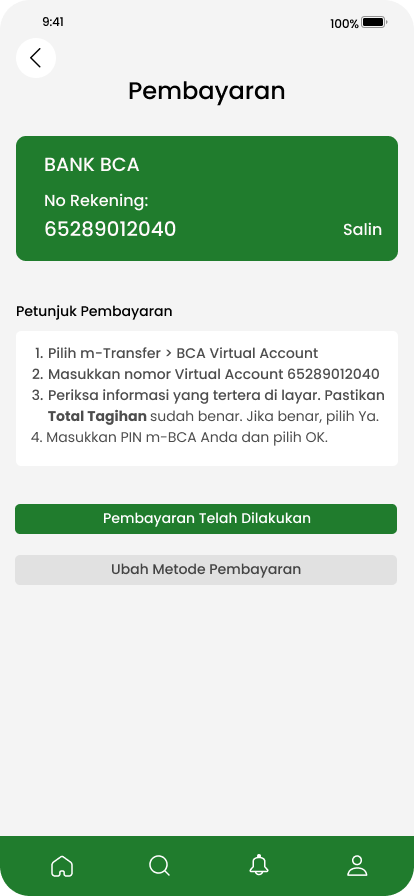 9:41
100%
Pembayaran
BANK BCA
No Rekening:
65289012040
Salin
Petunjuk Pembayaran
1. Pilih m-Transfer > BCA Virtual Account
2. Masukkan nomor Virtual Account 65289012040
3. Periksa informasi yang tertera di layar. Pastikan
Total Tagihan sudah benar. Jika benar, pilih Ya.
4. Masukkan PIN m-BCA Anda dan pilih OK.
Pembayaran Telah Dilakukan
Ubah Metode Pembayaran